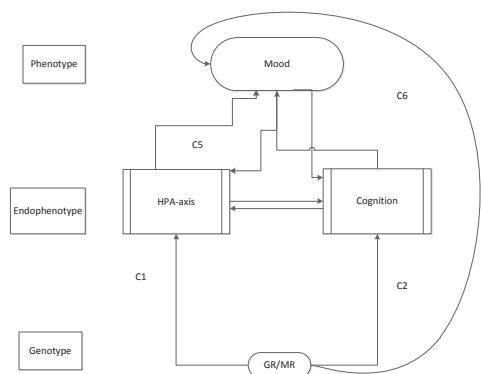 Phenotype
Mood
C6
C5
Endophenotype
HPA-axis
Cognition
C1
C2
Genotype
GR/MR